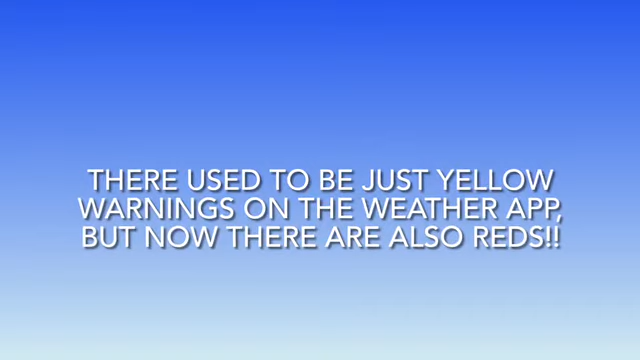 THERE USED TO BE JUST YELLOW
WARNINGS ON THE WEATHER APP,
BUT NOW THERE ARE ALSO REDS!!